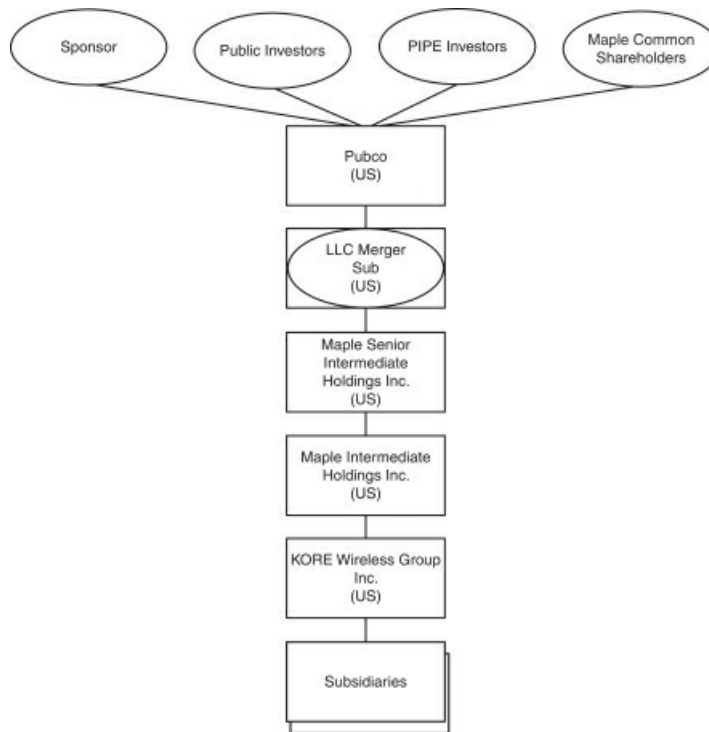 Sponsor
Public Investors
PIPE Investors
Maple Common
Shareholders
Pubco
(US)
LLC Merger
Sub
(US)
Maple Senior
Intermediate
Holdings Inc.
(US)
Maple Intermediate
Holdings Inc.
(US)
KORE Wireless Group
Inc.
(US)
Subsidiaries